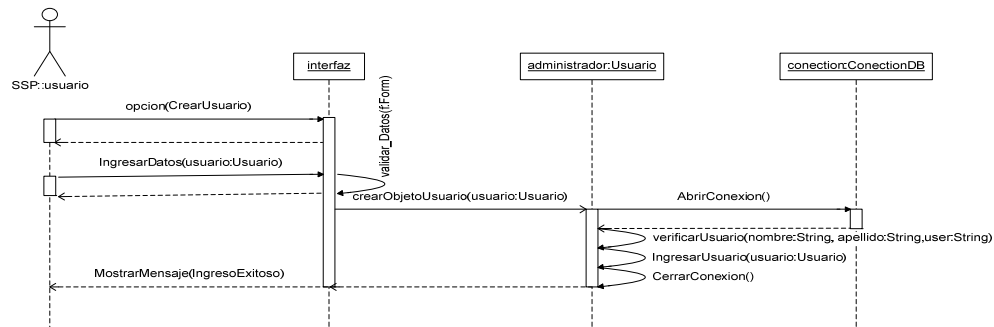 SSP::usuario
interfaz
administrador:Usuario
conection:ConectionDB
opcion(CrearUsuario)
validar_Datos(f:Form)
IngresarDatos(usuario:Usuario)
crearObjetoUsuario(usuario:Usuario)
AbrirConexion()
verificarUsuario(nombre:String, apellido:String,user:String)
IngresarUsuario(usuario:Usuario)
MostrarMensaje(IngresoExitoso)
CerrarConexion()